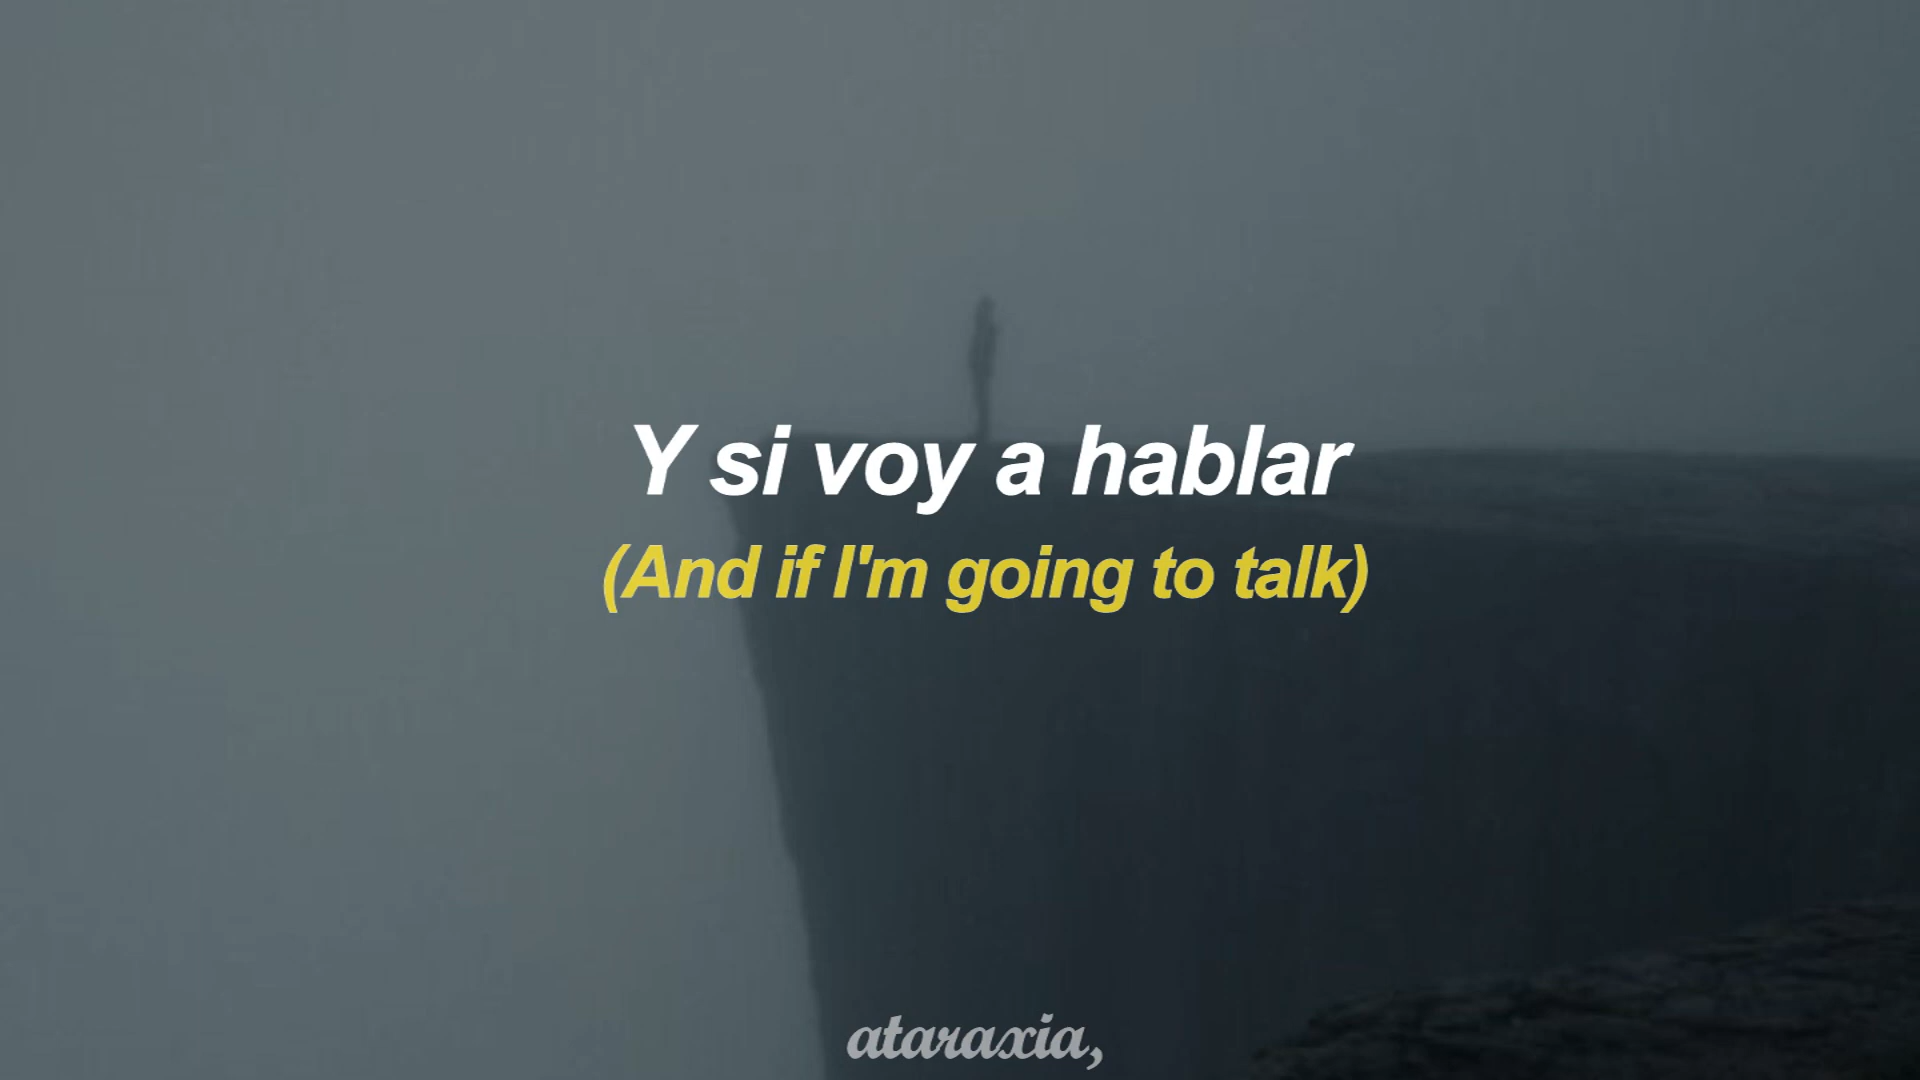 Y si voy a hablar
(And if I'm going to talk)
ataraxia,